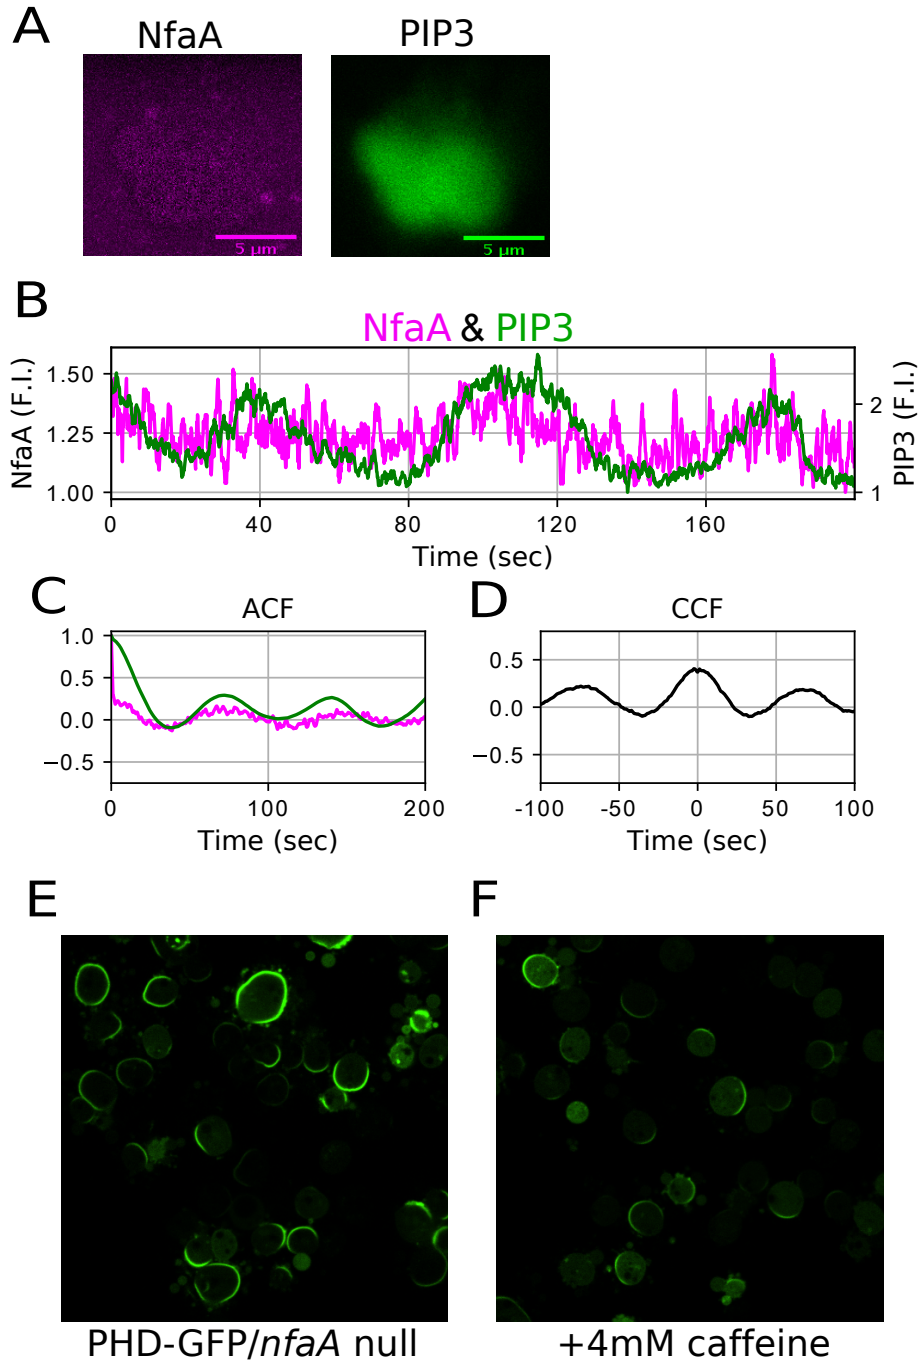 A
NfaA
PIP3
5 μm
5 μm
B
NfaA & PIP3
NfaA (F.I.)
1.50
1.25
1.00
2
1
PIP3 (F.I.)
0
40
80
120
160
Time (sec)
C
ACF
1.0
0.5
0.0
−0.5
0
100
200
Time (sec)
D
CCF
0.5
0.0
−0.5
-100
-50
0
50
100
Time (sec)
E
F
PHD-GFP/nfaA null
+4mM caffeine